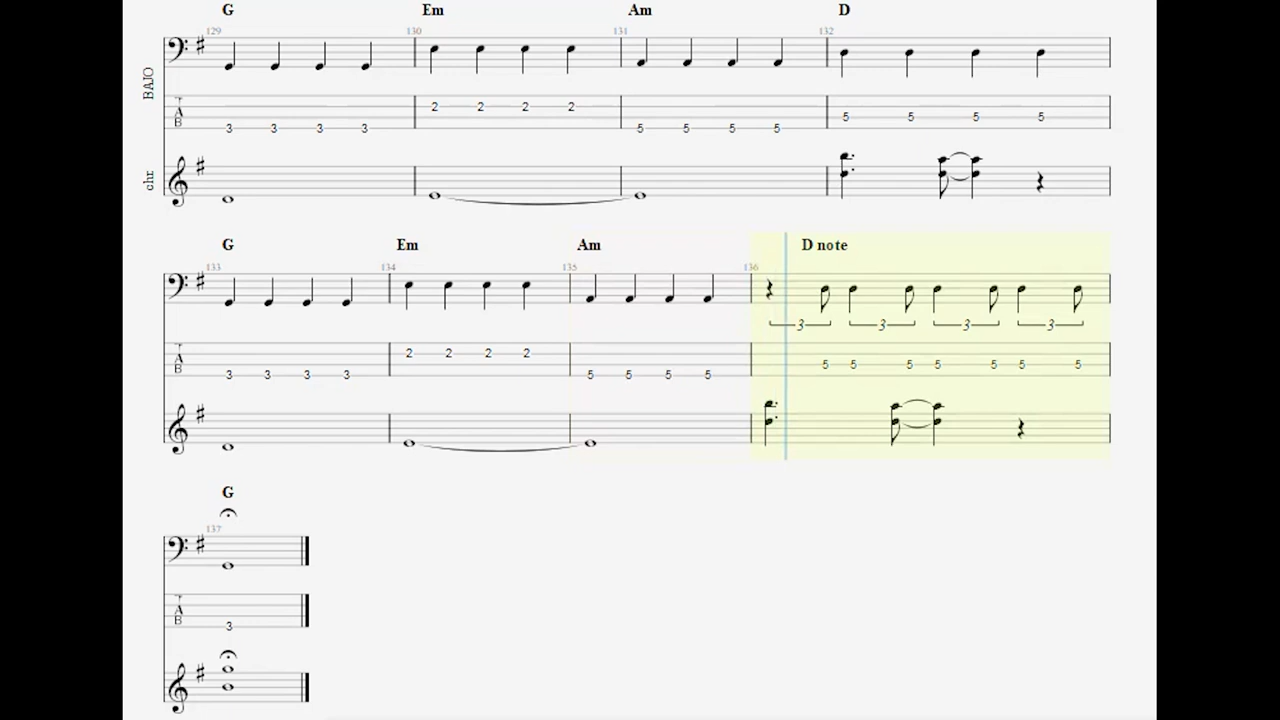 G Em Am D
129 130 131 132
BAJO
T A B
3 3 3 3 2 2 2 2 5 5 5 5 5 5 5 5
chr
G Em Am D note
133 134 135 136
3 3 3 3
T A B
3 3 3 3 2 2 2 2 5 5 5 5 5 5 5 5 5 5 5
G
137
T A B
3